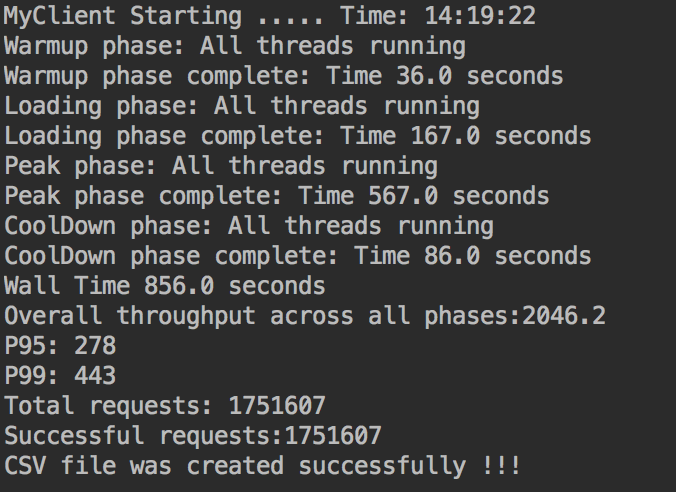 MyClient Starting ..... Time: 14:19:22
Warmup phase: All threads running
Warmup phase complete: Time 36.0 seconds
Loading phase: All threads running
Loading phase complete: Time 167.0 seconds
Peak phase: All threads running
Peak phase complete: Time 567.0 seconds
CoolDown phase: All threads running
CoolDown phase complete: Time 86.0 seconds
Wall Time 856.0 seconds
Overall throughput across all phases:2046.2
P95: 278
P99: 443
Total requests: 1751607
Successful requests:1751607
CSV file was created successfully !!!